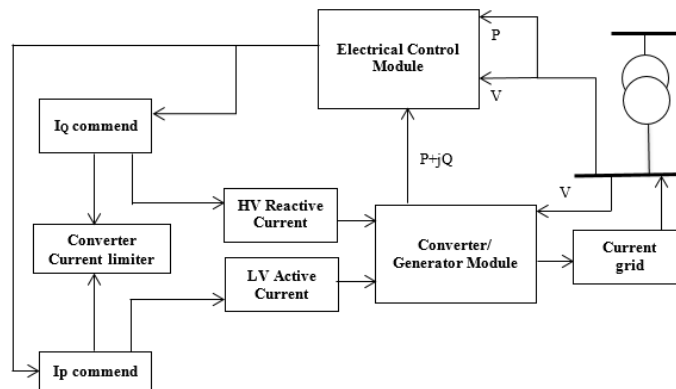 Electrical Control
Module
P
V
I_Q commend
P+jQ
V
HV Reactive
Current
Converter
Current limiter
Converter/
Generator Module
Current
grid
LV Active
Current
Ip commend